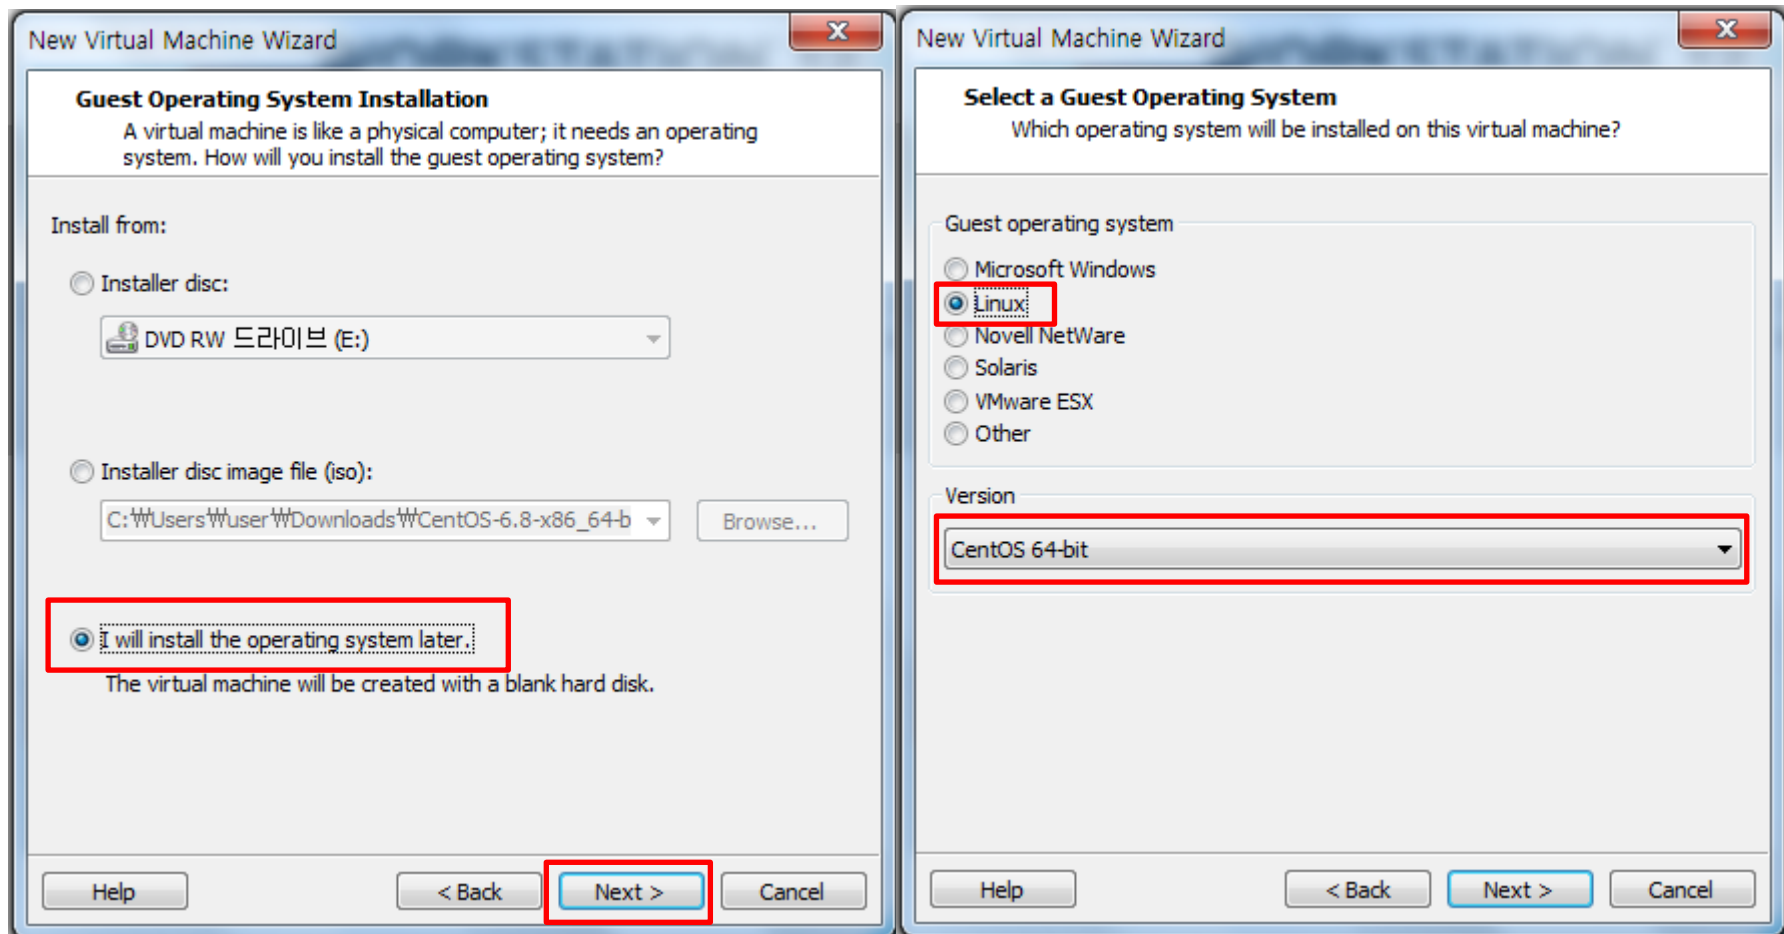 New Virtual Machine Wizard
Guest Operating System Installation
A virtual machine is like a physical computer; it needs an operating
system. How will you install the guest operating system?
Install from:
Installer disc:
DVD RW 드라이브 (E:)
Installer disc image file (iso):
C:₩Users₩user₩Downloads₩CentOS-6.8-x86_64-b
Browse...
I will install the operating system later.
The virtual machine will be created with a blank hard disk.
Help
< Back
Next >
Cancel
New Virtual Machine Wizard
Select a Guest Operating System
Which operating system will be installed on this virtual machine?
Guest operating system
Microsoft Windows
Linux
Novell NetWare
Solaris
VMware ESX
Other
Version
CentOS 64-bit
Help
< Back
Next >
Cancel